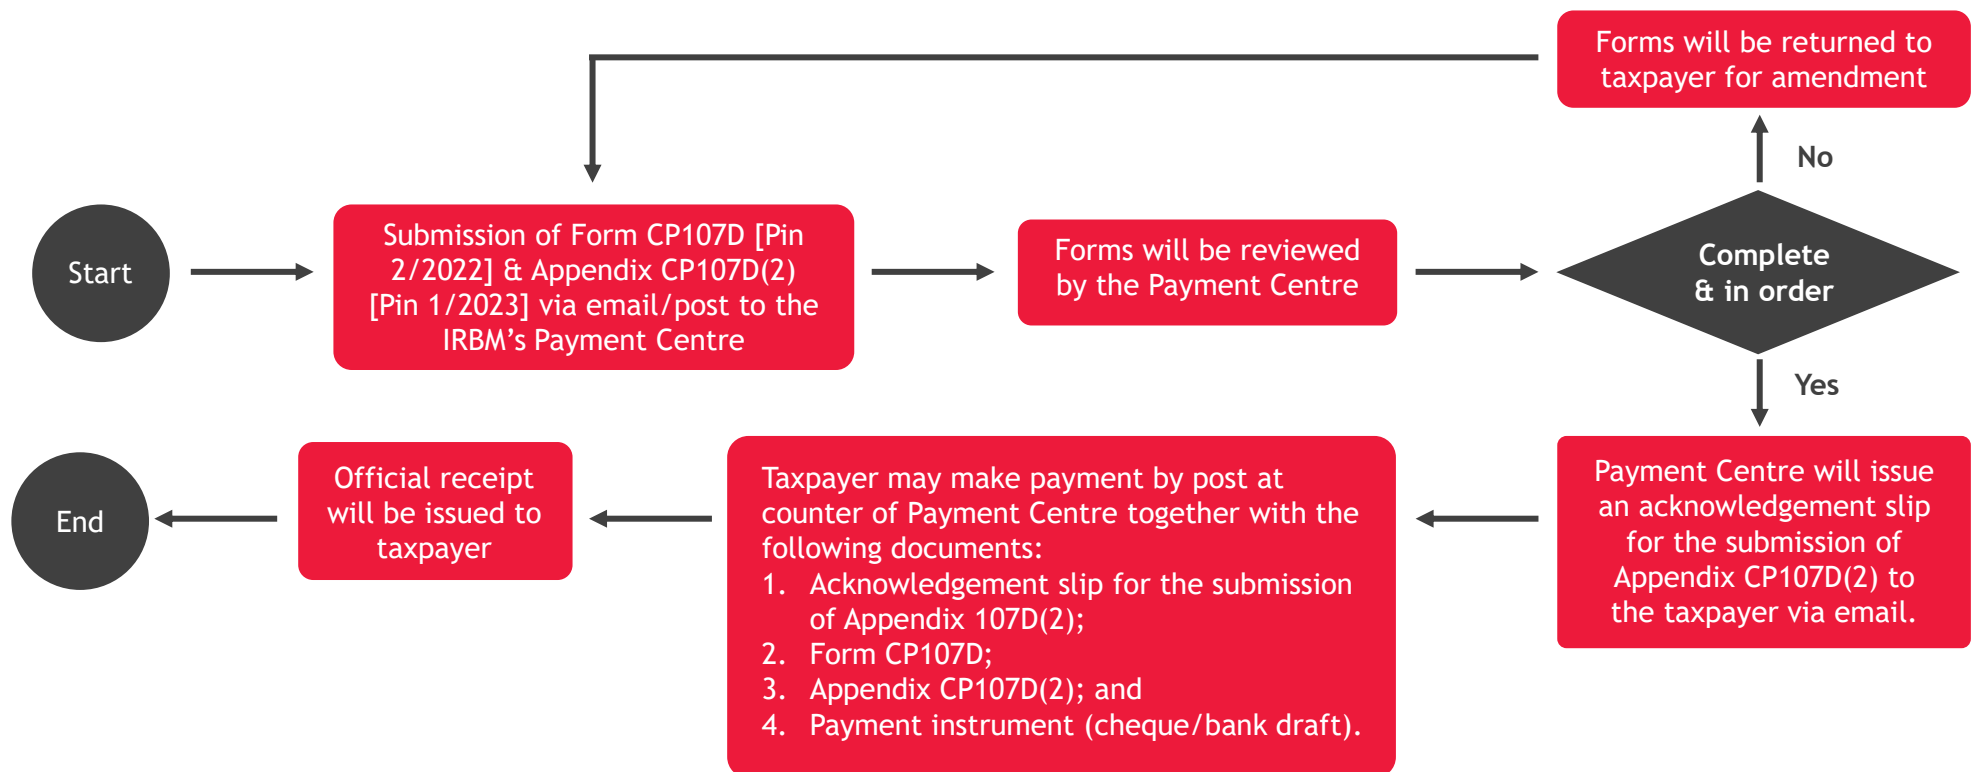 Forms will be returned to
taxpayer for amendment
No
Start
Submission of Form CP107D [Pin
2/2022] & Appendix CP107D(2)
[Pin 1/2023] via email/post to the
IRBM’s Payment Centre
Forms will be reviewed
by the Payment Centre
Complete
& in order
Yes
Payment Centre will issue
an acknowledgement slip
for the submission of
Appendix CP107D(2) to
the taxpayer via email.
Taxpayer may make payment by post at
counter of Payment Centre together with the
following documents:
1. Acknowledgement slip for the submission
of Appendix 107D(2);
2. Form CP107D;
3. Appendix CP107D(2); and
4. Payment instrument (cheque/bank draft).
Official receipt
will be issued to
taxpayer
End